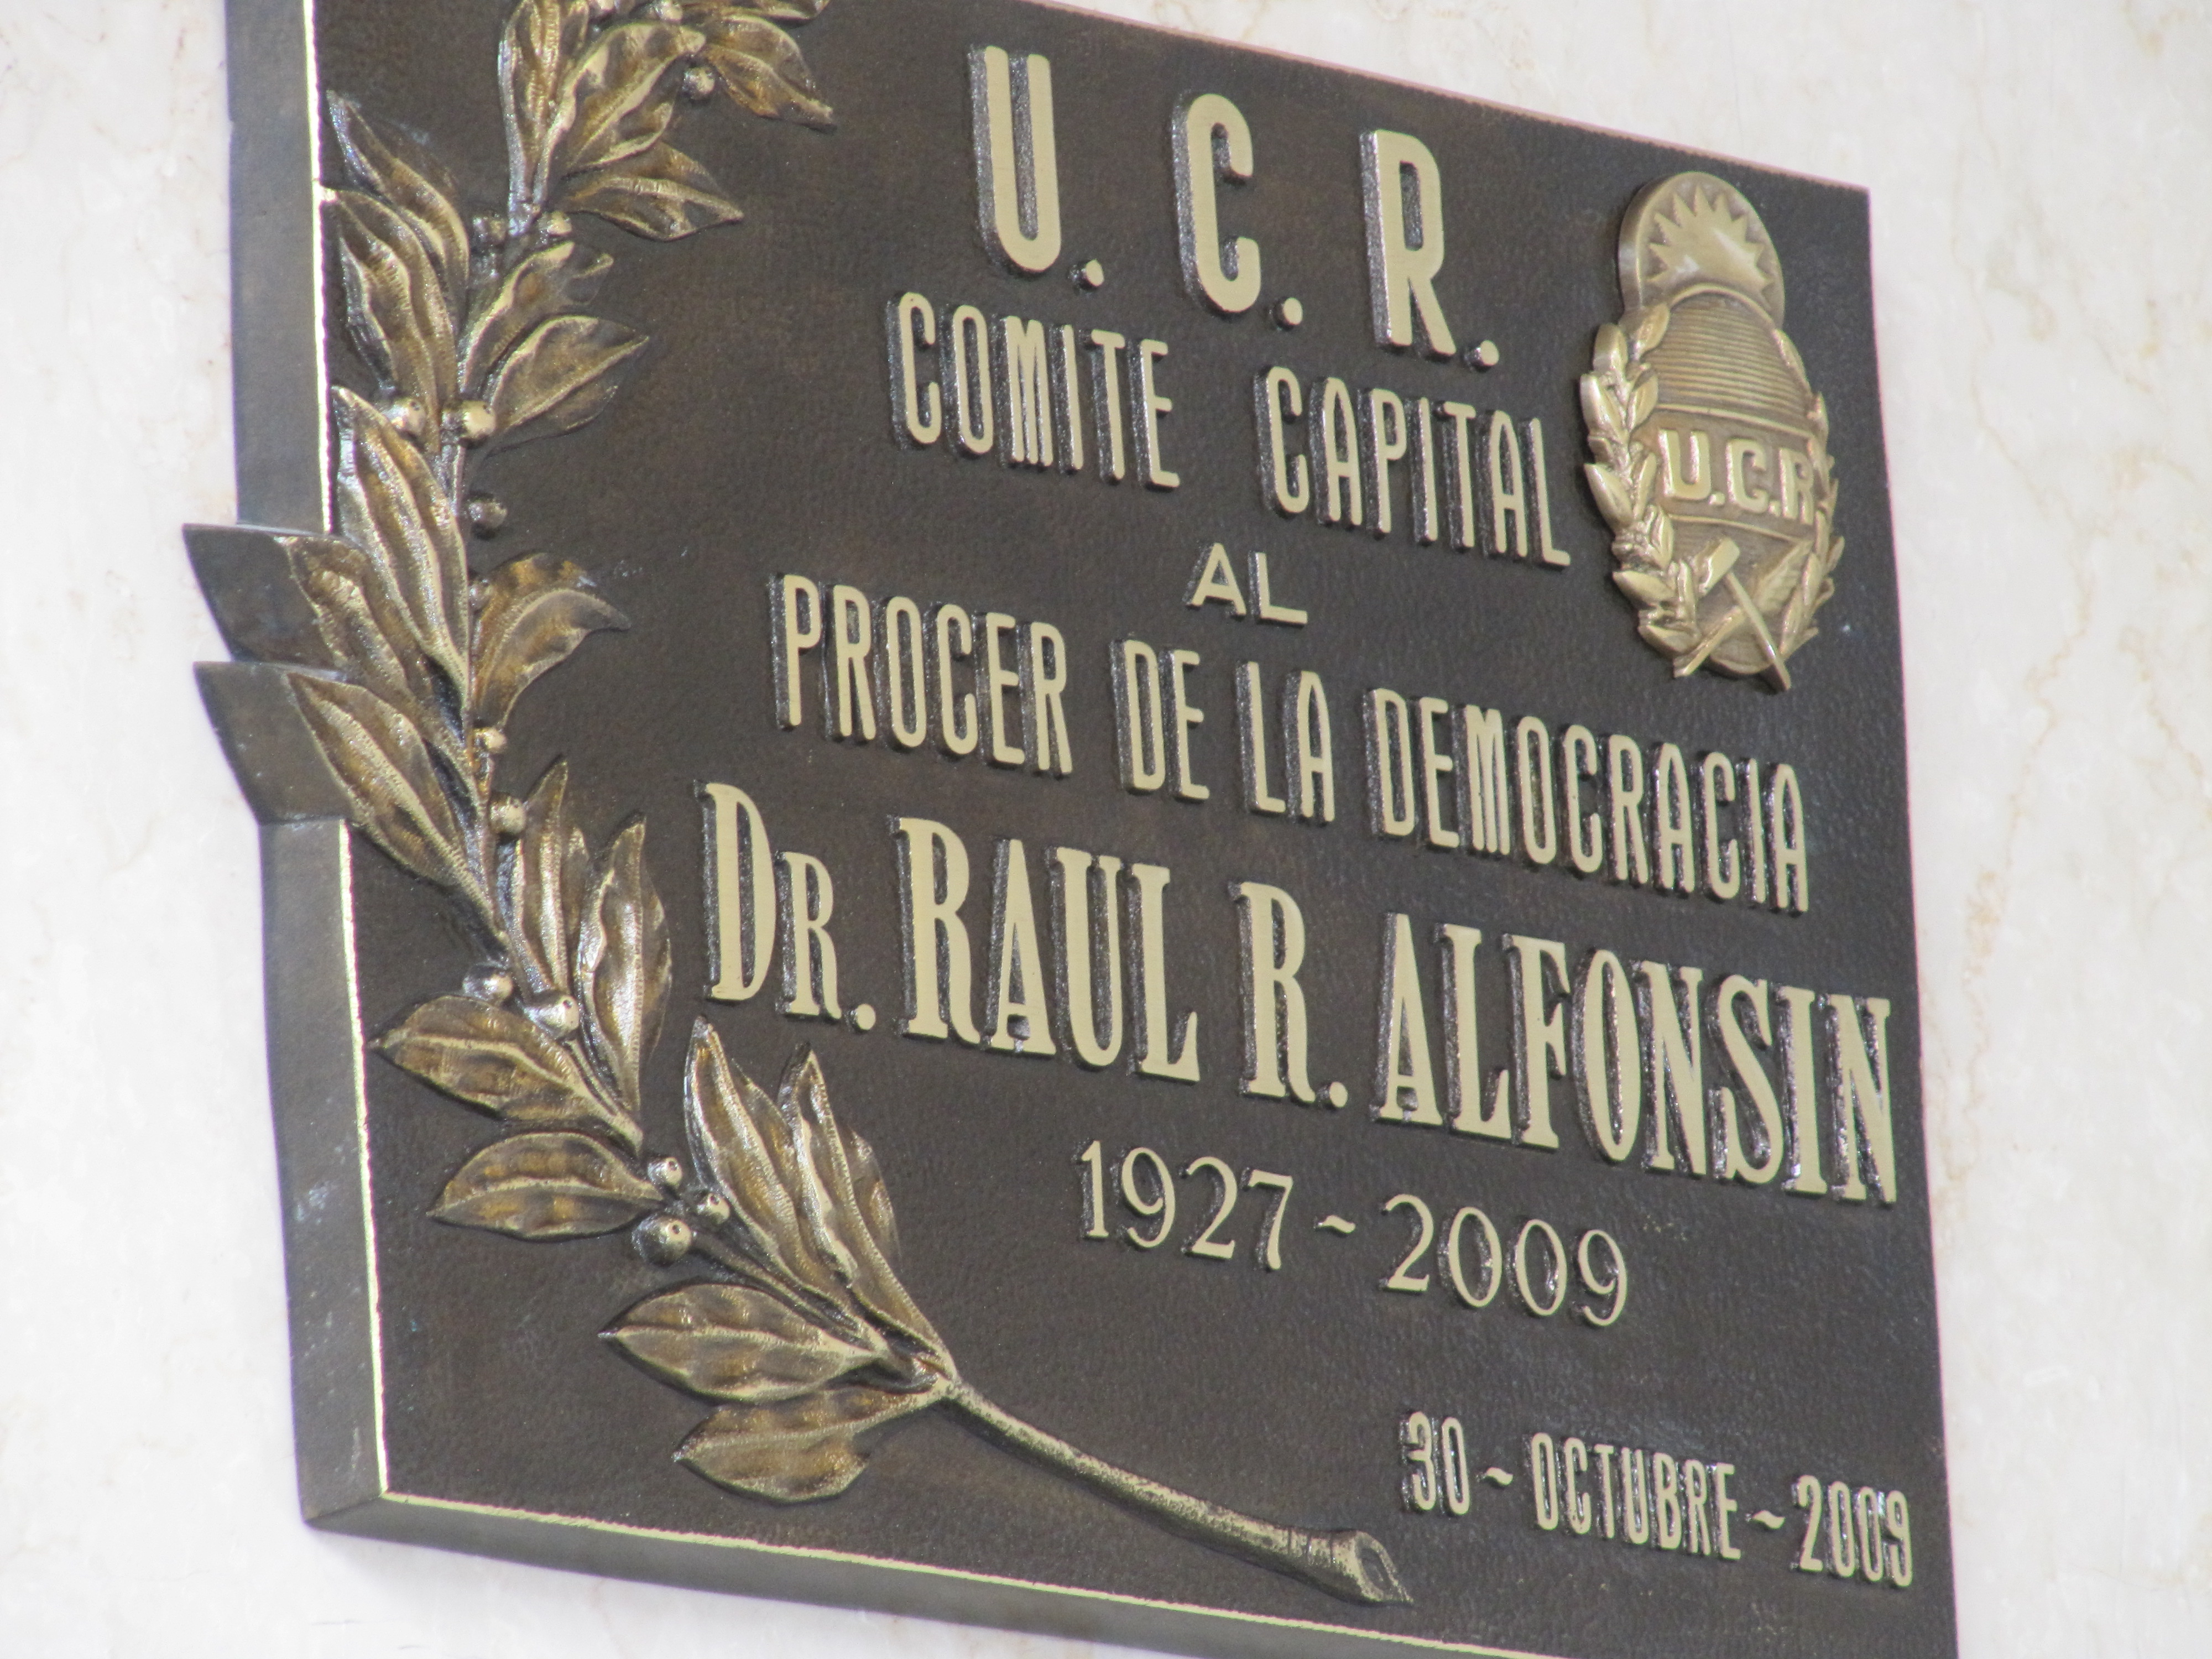 U. C. R.
COMITE CAPITAL
U.C.R
AL
PROCER DE LA DEMOCRACIA
DR. RAUL R. ALFONSIN
1927~2009
30~OCTUBRE~2009